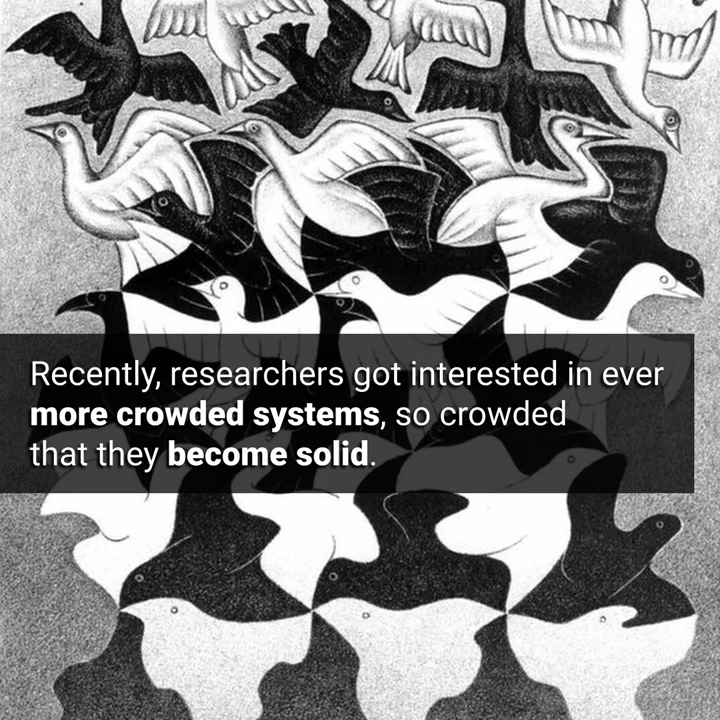 Recently, researchers got interested in ever
more crowded systems, so crowded
that they become solid.